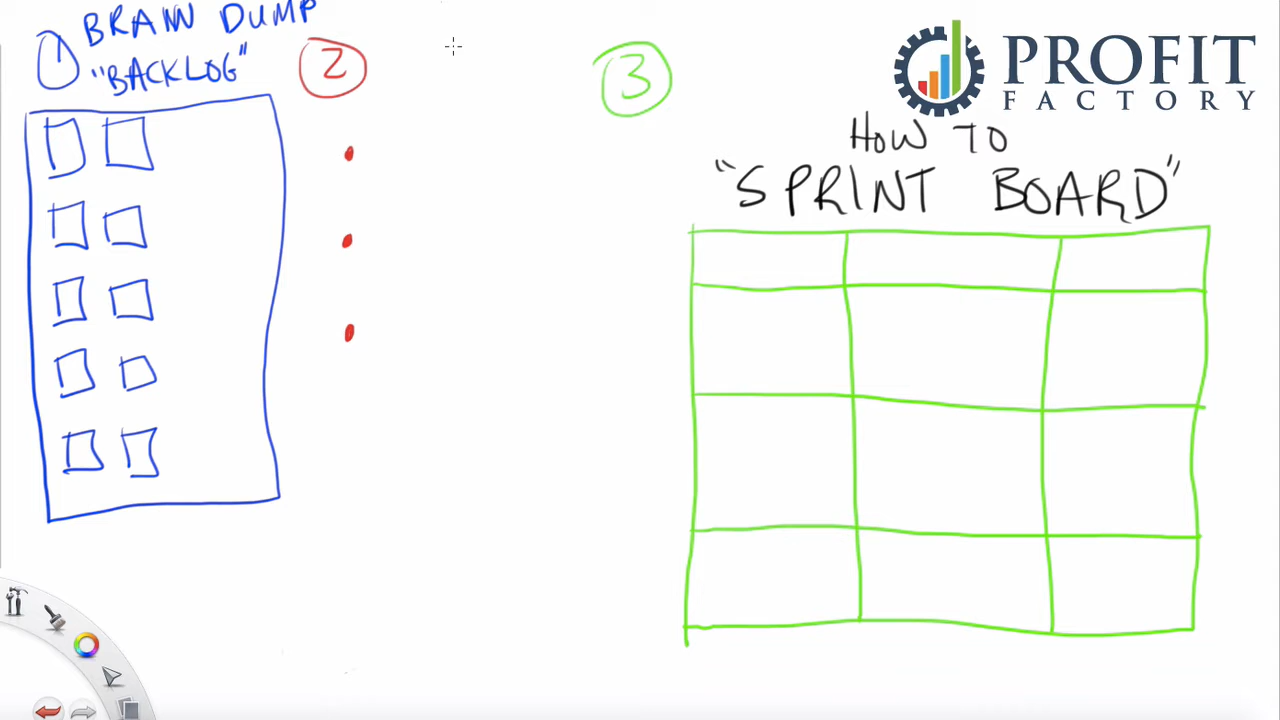 ① BRAIN DUMP
"BACKLOG"
②
③
PROFIT
FACTORY
HOW TO
"SPRINT BOARD"